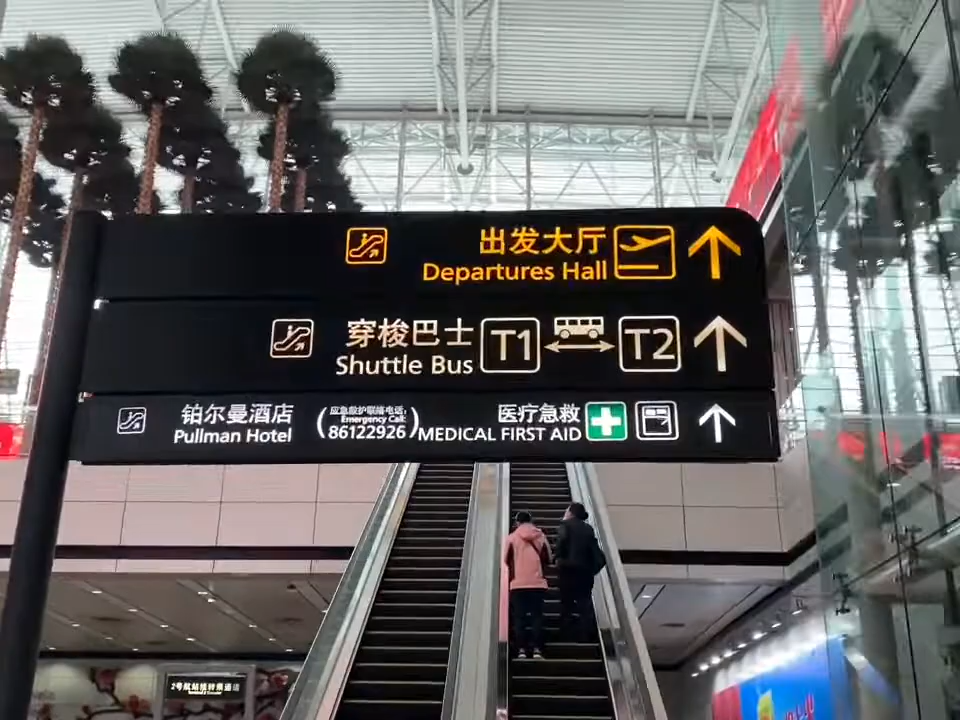 出发大厅
Departures Hall
穿梭巴士 T1 T2
Shuttle Bus
铂尔曼酒店
Pullman Hotel
(应急救护联络电话:
Emergency Call:
86122926)
医疗急救
MEDICAL FIRST AID